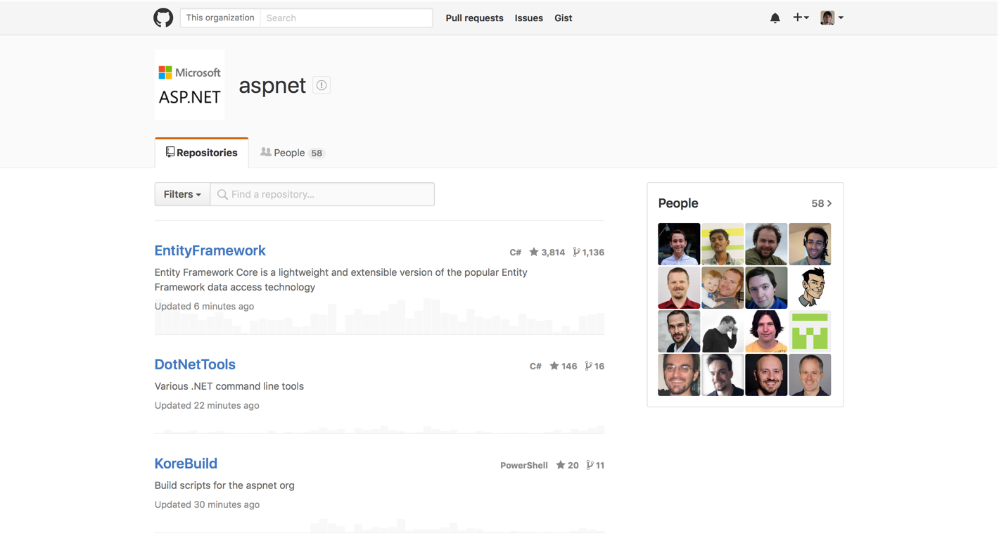 This organization Search Pull requests Issues Gist
Microsoft
ASP.NET
aspnet
Repositories People 58
Filters Find a repository...
People 58
EntityFramework C# 3,814 1,136
Entity Framework Core is a lightweight and extensible version of the popular Entity
Framework data access technology
Updated 6 minutes ago
DotNetTools C# 146 16
Various .NET command line tools
Updated 22 minutes ago
KoreBuild PowerShell 20 11
Build scripts for the aspnet org
Updated 30 minutes ago